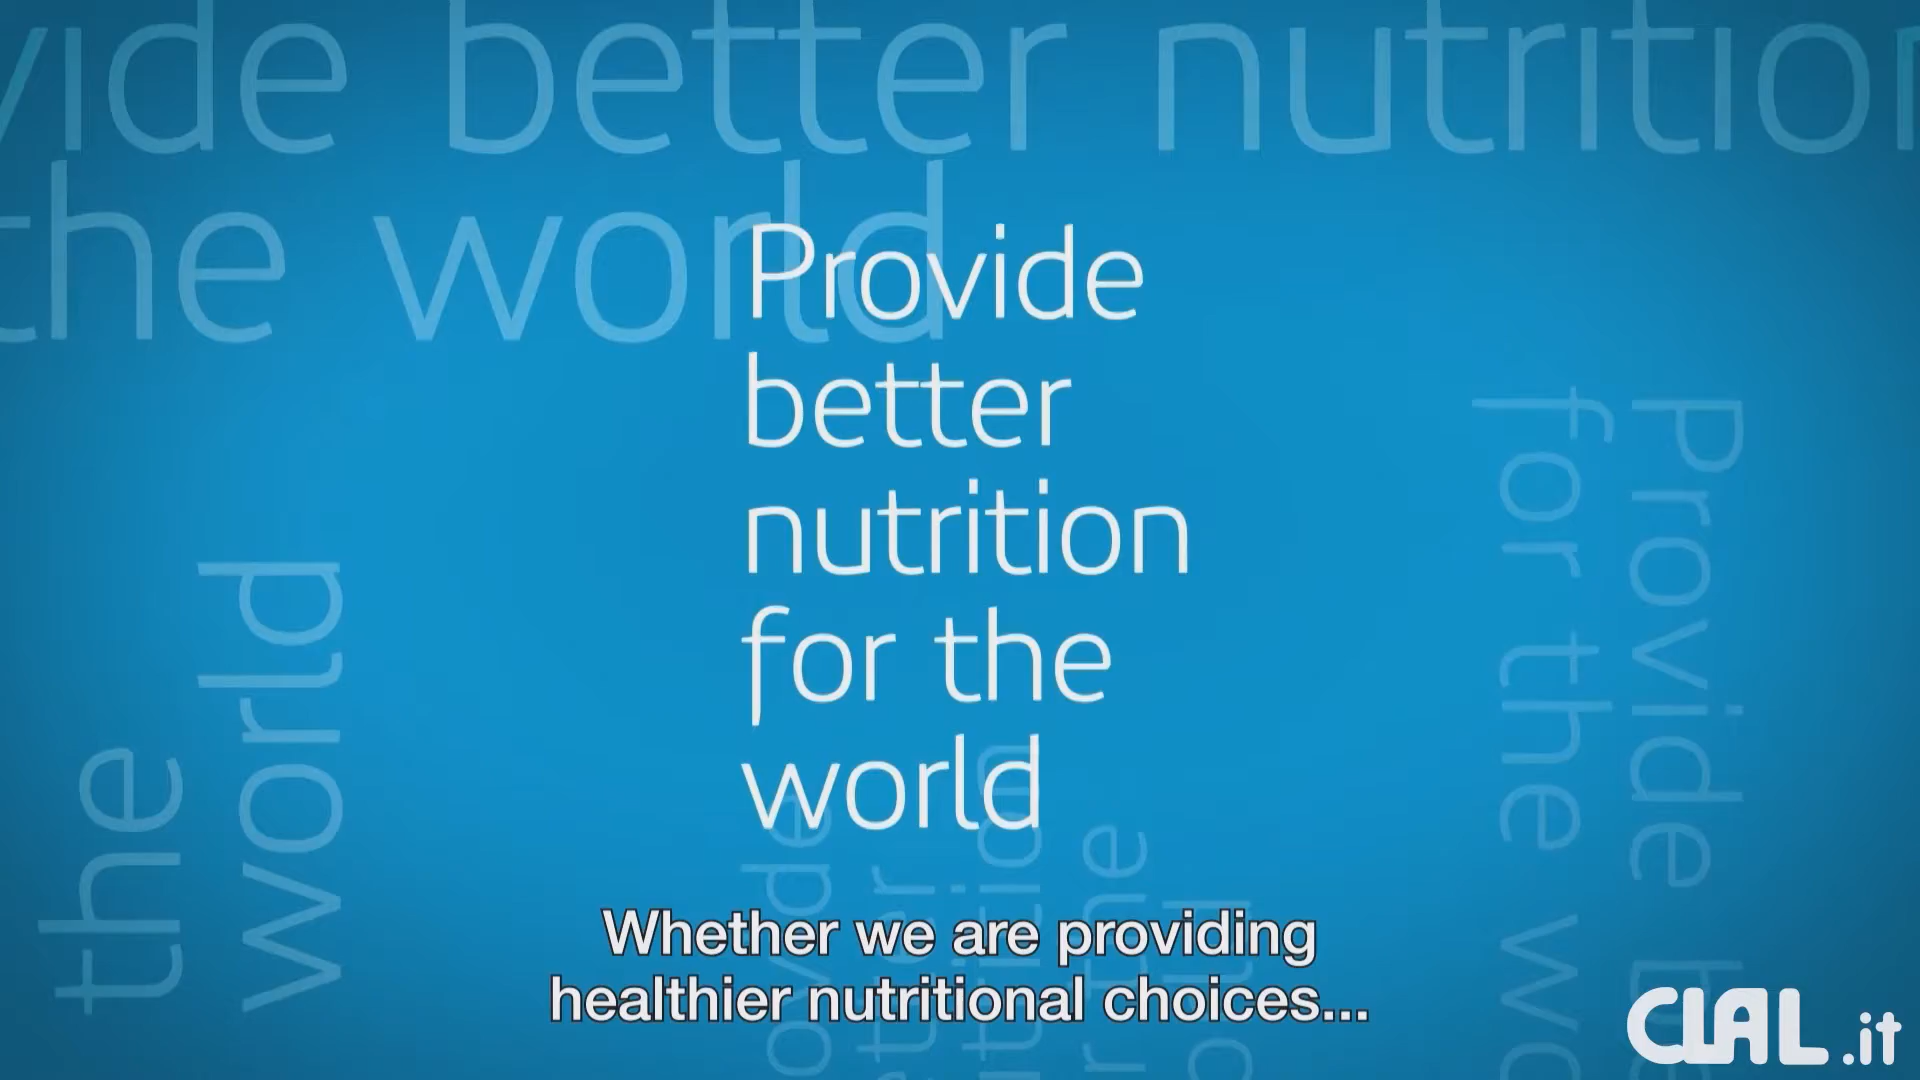 vide better nutrition
the world
Provide
better
nutrition
for the
world
the
world
Provide
for the
Whether we are providing
healthier nutritional choices...
CLAL.it